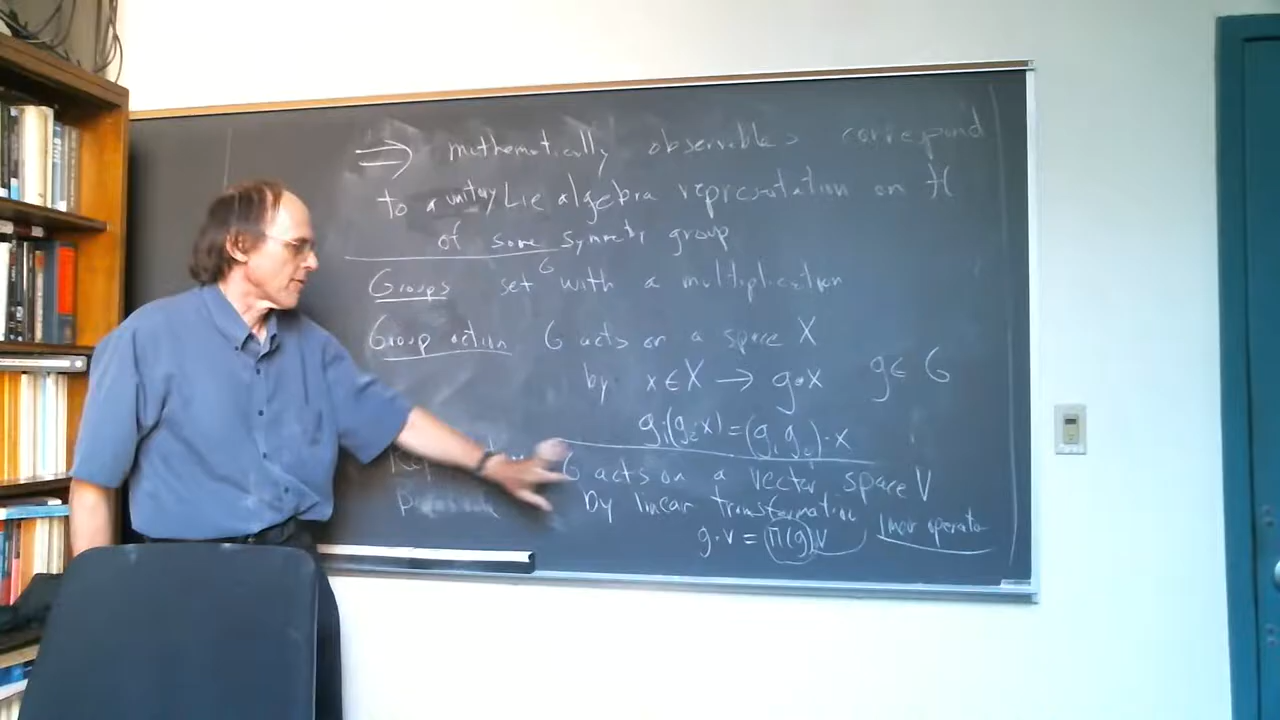 ⇒ mathematically observables correspond
to a unitary Lie algebra representation on H
of some symmetry group
Groups set G with a multiplication
Group action G acts on a space X
by x ∈ X → g·x g ∈ G
g₁(g₂·x) = (g₁g₂)·x
G acts on a vector space V
by linear transformation
g·v = π(g)v linear operator